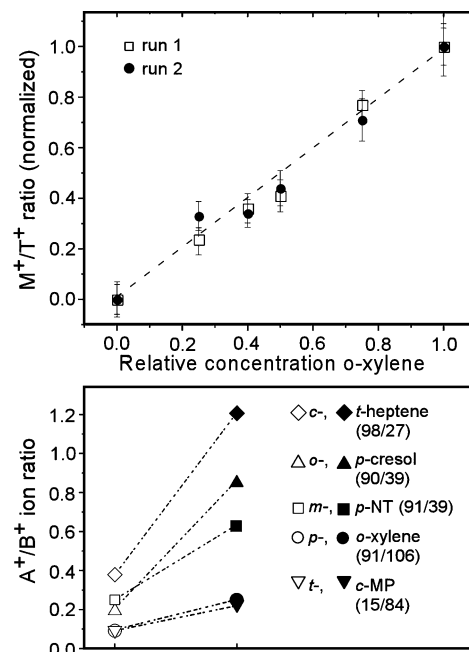 M⁺/T⁺ ratio (normalized)
1.0
0.8
0.6
0.4
0.2
0.0
run 1
run 2
0.0 0.2 0.4 0.6 0.8 1.0
Relative concentration o-xylene
A⁺/B⁺ ion ratio
1.2
1.0
0.8
0.6
0.4
0.2
0.0
c-, t-heptene
(98/27)
o-, p-cresol
(90/39)
m-, p-NT (91/39)
p-, o-xylene
(91/106)
t-, c-MP
(15/84)